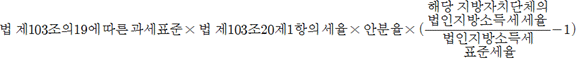 법 제103조의19에 따른 과세표준 × 법 제103조20제1항의 세율 × 안분율 × (
해당 지방자치단체의
법인지방소득세세율
법인지방소득세
표준세율
−1)